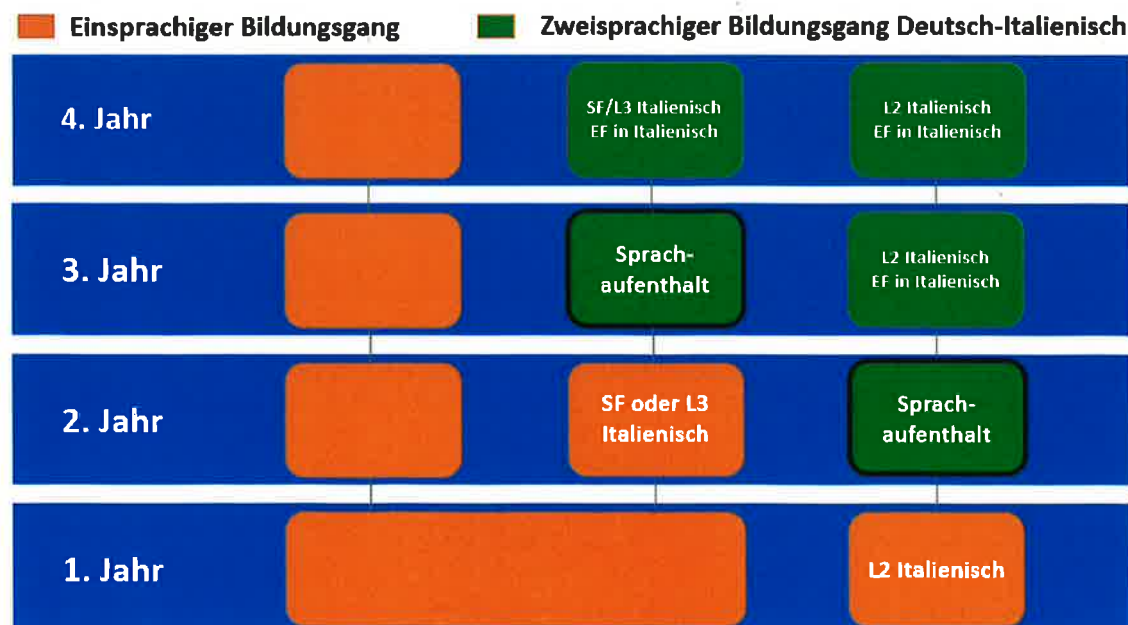 Einsprachiger Bildungsgang
Zweisprachiger Bildungsgang Deutsch-Italienisch
4. Jahr
SF/L3 Italienisch
EF in Italienisch
L2 Italienisch
EF in Italienisch
3. Jahr
Sprach-
aufenthalt
L2 Italienisch
EF in Italienisch
2. Jahr
SF oder L3
Italienisch
Sprach-
aufenthalt
1. Jahr
L2 Italienisch